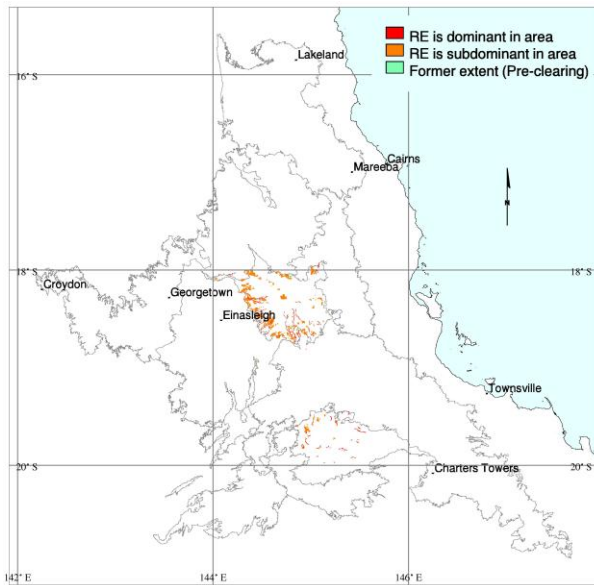 RE is dominant in area
RE is subdominant in area
Former extent (Pre-clearing)
Lakeland
16° S
Cairns
Mareeba
N
18° S
18° S
Croydon
Georgetown
Einasleigh
Townsville
20° S
Charters Towers
20° S
142° E
144° E
146° E